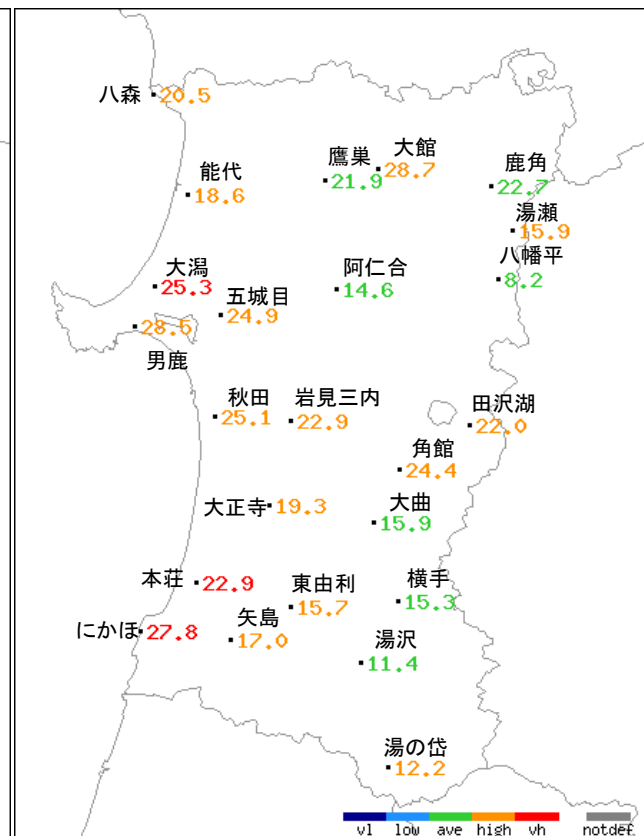 八森 20.5
大館
鷹巣 28.7
能代 21.9 鹿角
18.6 22.7
湯瀬
15.9
八幡平
大潟 阿仁合 8.2
25.3 14.6
五城目
24.9
28.5
男鹿
秋田 岩見三内 田沢湖
25.1 22.9 22.0
角館
24.4
大正寺 19.3 大曲
15.9
本荘 22.9 東由利 横手
15.7 15.3
にかほ 27.8 矢島
17.0 湯沢
11.4
湯の岱
12.2
vl low ave high vh notdef